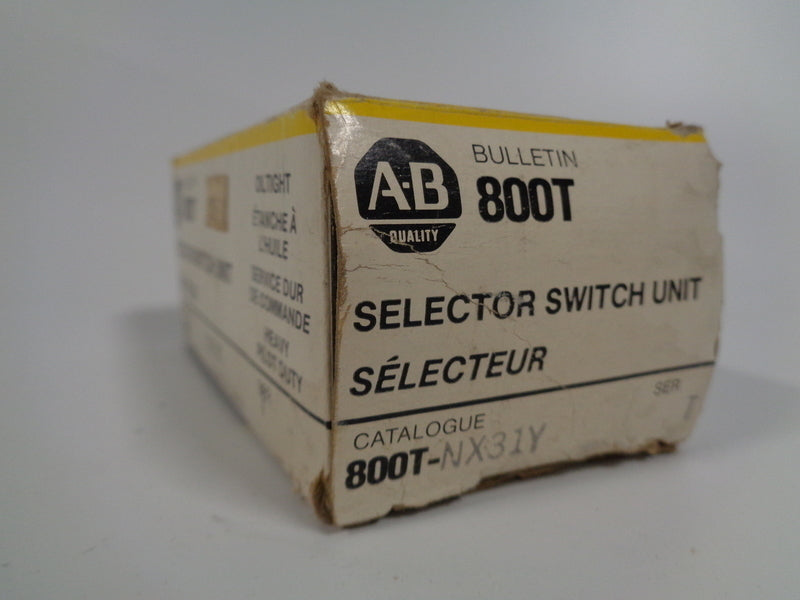 A-B
QUALITY
BULLETIN
800T
SELECTOR SWITCH UNIT
SÉLECTEUR
SER
T
CATALOGUE
800T-NX31Y
OILTIGHT
ÉTANCHE À
L'HUILE
SERVICE DUR
DE COMMANDE
HEAVY
PILOT DUTY
UNIT